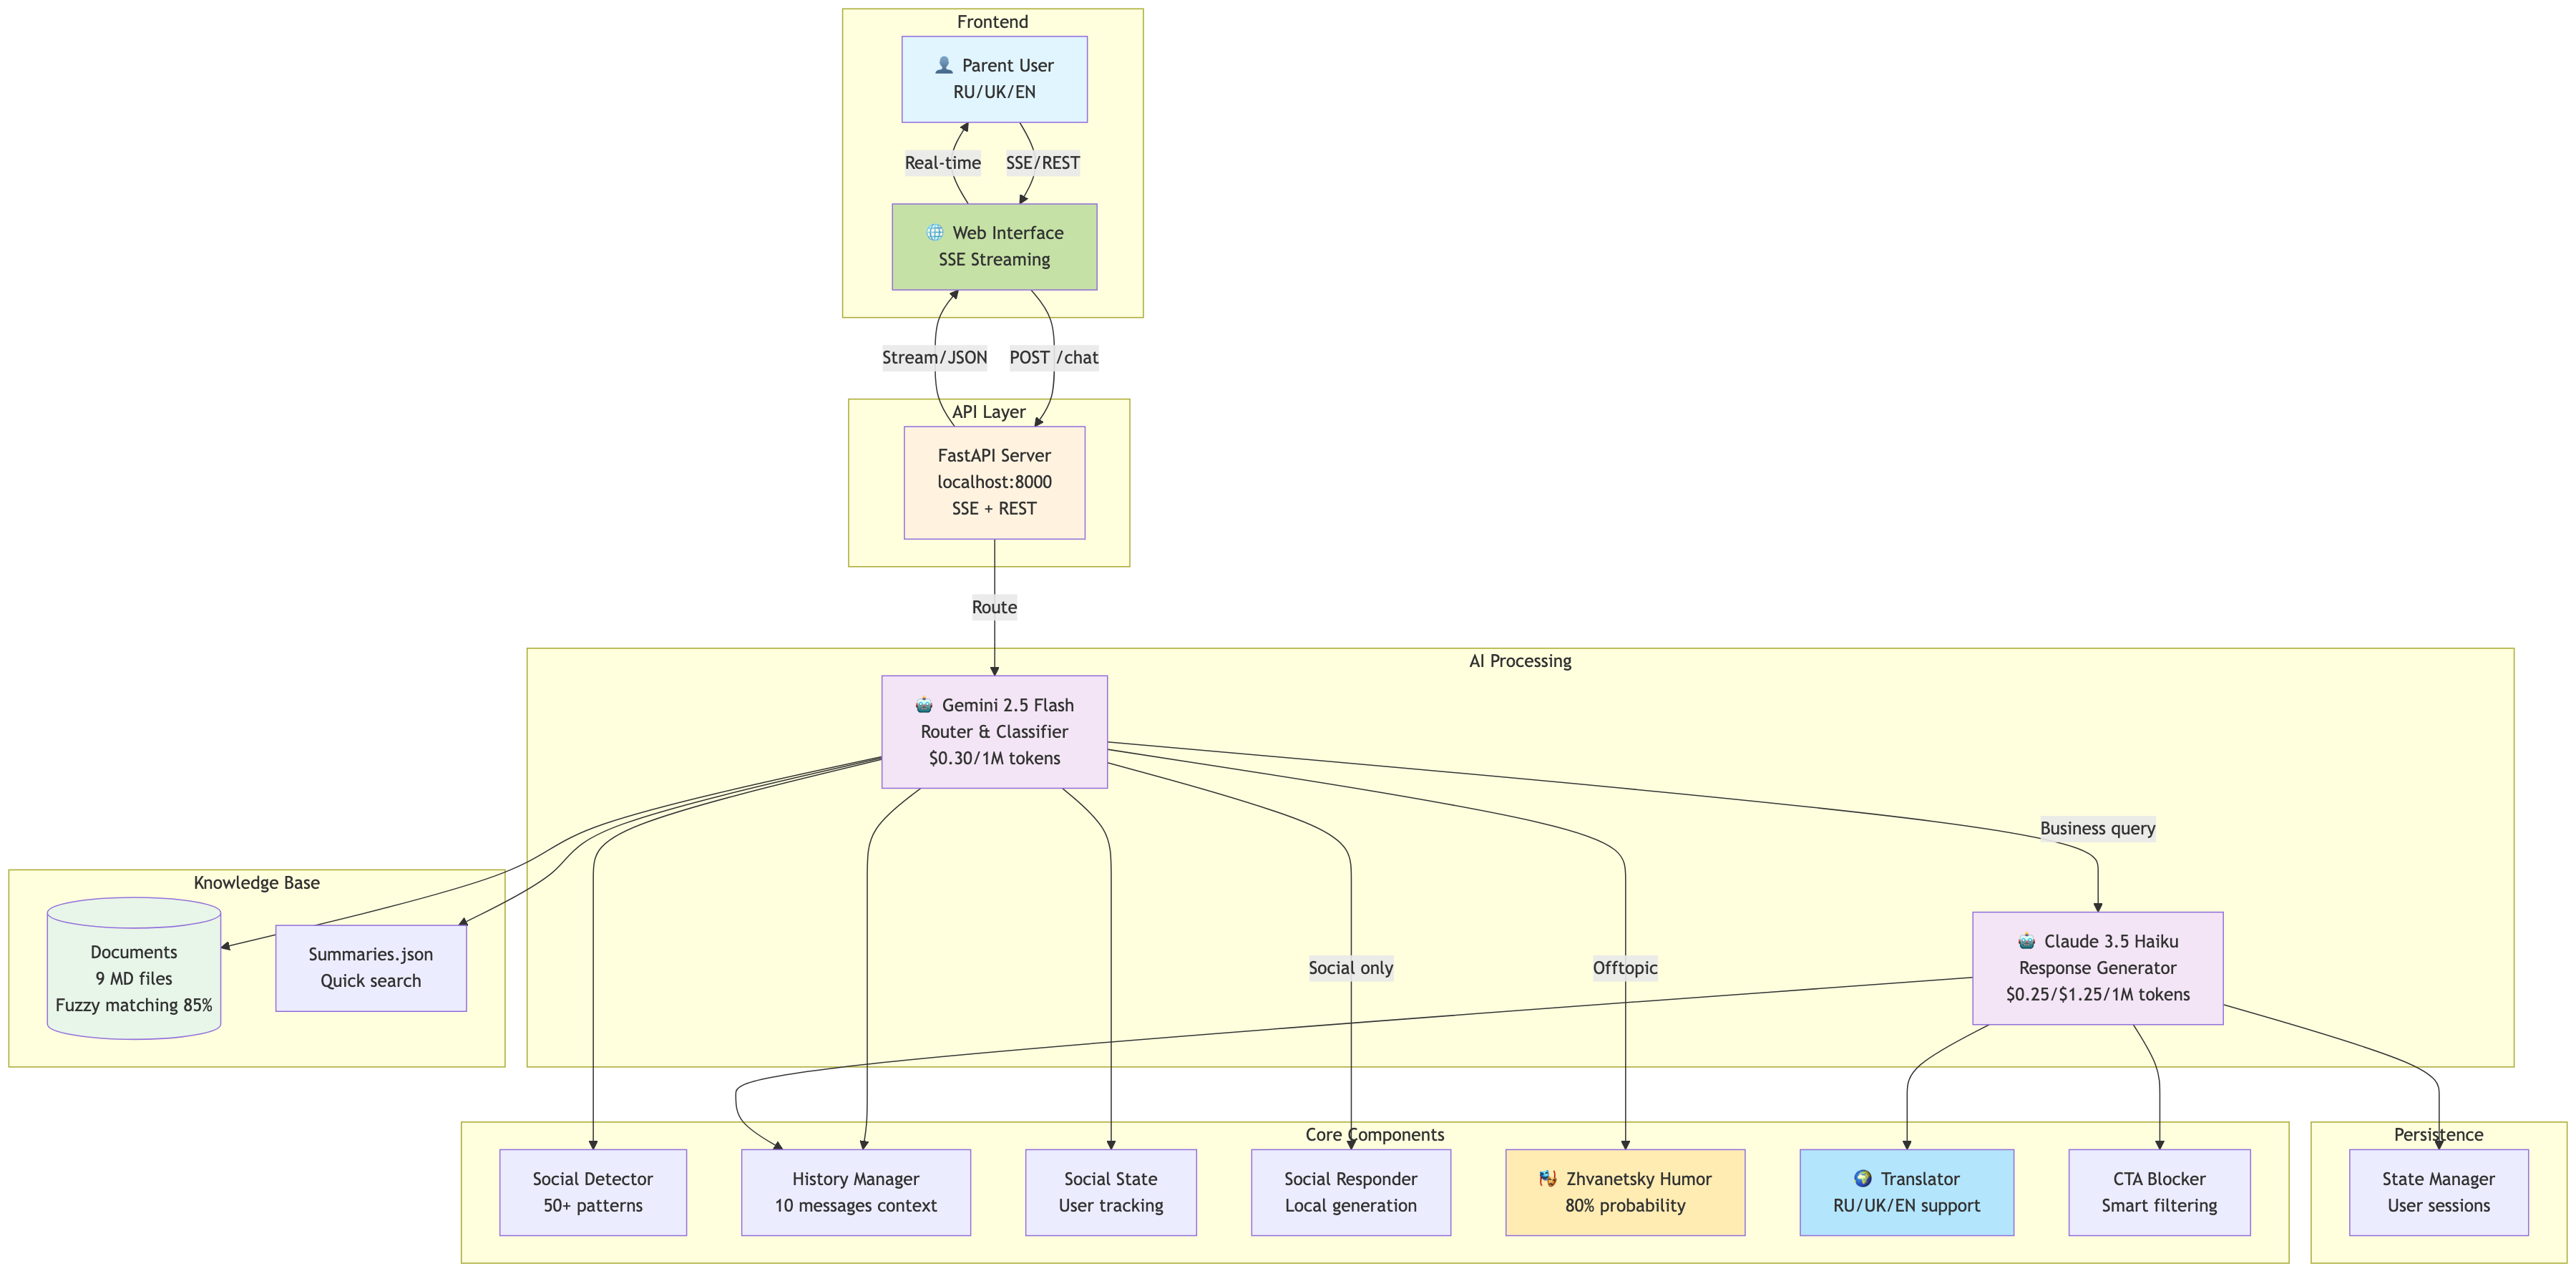 Frontend
👤 Parent User
RU/UK/EN
Real-time
SSE/REST
🌐 Web Interface
SSE Streaming
Stream/JSON
POST /chat
API Layer
FastAPI Server
localhost:8000
SSE + REST
Route
AI Processing
🤖 Gemini 2.5 Flash
Router & Classifier
$0.30/1M tokens
Business query
Knowledge Base
Documents
9 MD files
Fuzzy matching 85%
Summaries.json
Quick search
Social only
Offtopic
🤖 Claude 3.5 Haiku
Response Generator
$0.25/$1.25/1M tokens
Core Components
Social Detector
50+ patterns
History Manager
10 messages context
Social State
User tracking
Social Responder
Local generation
🎭 Zhvanetsky Humor
80% probability
🌍 Translator
RU/UK/EN support
CTA Blocker
Smart filtering
Persistence
State Manager
User sessions